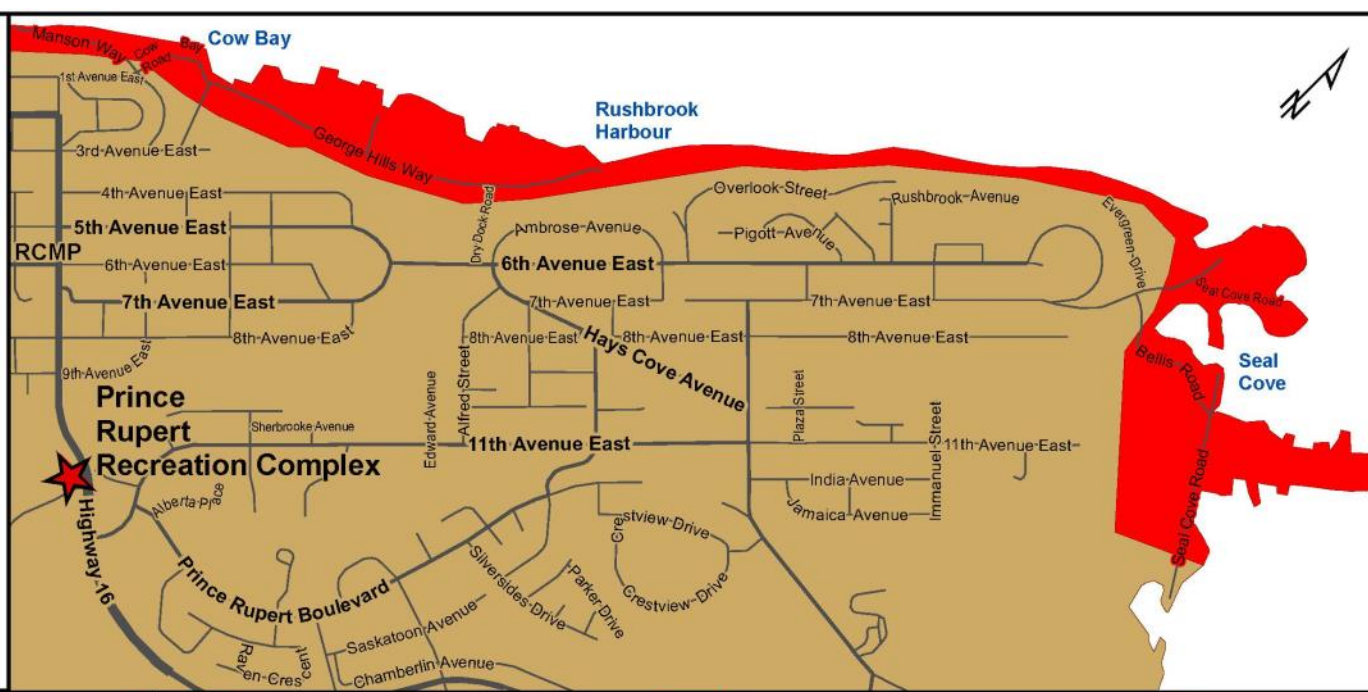 Manson Way
Cow Bay
Road
Cow Bay
1st Avenue East
Rushbrook
Harbour
N
George Hills Way
3rd Avenue East
4th Avenue East
Overlook Street
Rushbrook Avenue
Dry Dock Road
Evergreen Drive
5th Avenue East
Ambrose Avenue
Pigott Avenue
RCMP
6th Avenue East
6th Avenue East
7th Avenue East
7th Avenue East
7th Avenue East
Seal Cove Road
8th Avenue East
8th Avenue East
8th Avenue East
8th Avenue East
Hays Cove Avenue
Bellis Road
Seal
Cove
9th Avenue East
Prince
Rupert
Recreation Complex
Sherbrooke Avenue
Edward Avenue
Alfred Street
Plaza Street
Immanuel Street
11th Avenue East
11th Avenue East
India Avenue
Jamaica Avenue
Seal Cove Road
Alberta Place
Highway 16
Crestview Drive
Crestview Drive
Prince Rupert Boulevard
Silversides Drive
Parker Drive
Saskatoon Avenue
Raven Crescent
Chamberlin Avenue